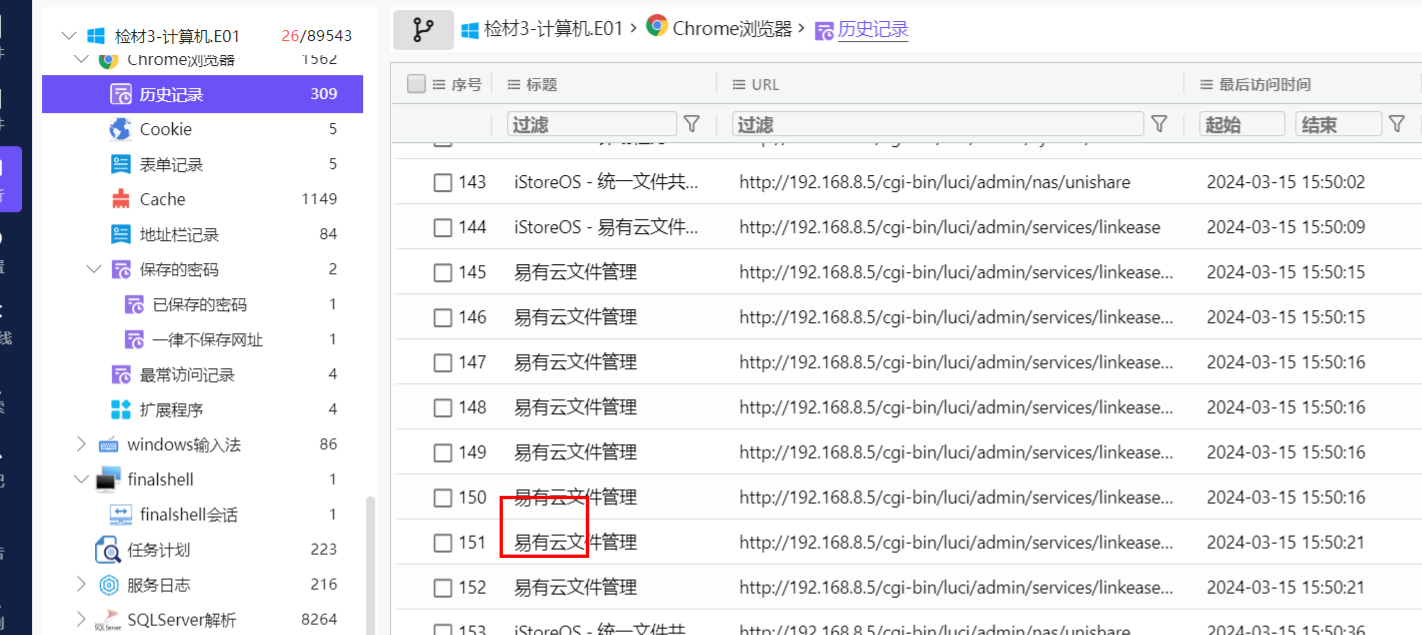 检材3-计算机.E01 26/89543
Chrome浏览器 1562
历史记录 309
Cookie 5
表单记录 5
Cache 1149
地址栏记录 84
保存的密码 2
已保存的密码 1
一律不保存网址 1
最常访问记录 4
扩展程序 4
windows输入法 86
finalshell 1
finalshell会话 1
任务计划 223
服务日志 216
SQLServer解析 8264
检材3-计算机.E01 > Chrome浏览器 > 历史记录
序号 标题 URL 最后访问时间
过滤 过滤 起始 结束
143 iStoreOS - 统一文件共... http://192.168.8.5/cgi-bin/luci/admin/nas/unishare 2024-03-15 15:50:02
144 iStoreOS - 易有云文件... http://192.168.8.5/cgi-bin/luci/admin/services/linkease 2024-03-15 15:50:09
145 易有云文件管理 http://192.168.8.5/cgi-bin/luci/admin/services/linkease... 2024-03-15 15:50:15
146 易有云文件管理 http://192.168.8.5/cgi-bin/luci/admin/services/linkease... 2024-03-15 15:50:15
147 易有云文件管理 http://192.168.8.5/cgi-bin/luci/admin/services/linkease... 2024-03-15 15:50:16
148 易有云文件管理 http://192.168.8.5/cgi-bin/luci/admin/services/linkease... 2024-03-15 15:50:16
149 易有云文件管理 http://192.168.8.5/cgi-bin/luci/admin/services/linkease... 2024-03-15 15:50:16
150 易有云文件管理 http://192.168.8.5/cgi-bin/luci/admin/services/linkease... 2024-03-15 15:50:16
151 易有云文件管理 http://192.168.8.5/cgi-bin/luci/admin/services/linkease... 2024-03-15 15:50:21
152 易有云文件管理 http://192.168.8.5/cgi-bin/luci/admin/services/linkease... 2024-03-15 15:50:21
153 iStoreOS - 统一文件共... http://192.168.8.5/cgi-bin/luci/admin/nas/unishare 2024-03-15 15:50:36